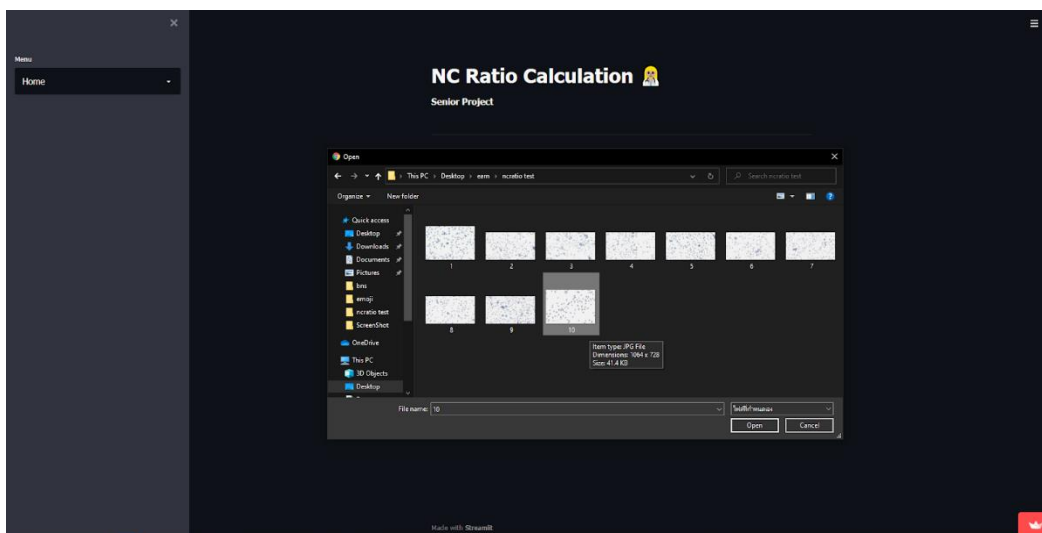 Menu
Home
NC Ratio Calculation
Senior Project
Open
This PC › Desktop › earn › ncratio test
Search ncratio test
Organize
New folder
Quick access
Desktop
Downloads
Documents
Pictures
bns
emoji
ncratio test
ScreenShot
OneDrive
This PC
3D Objects
Desktop
1
2
3
4
5
6
7
8
9
10
Item type: JPG File
Dimensions: 1064 x 728
Size: 41.4 KB
File name:
10
Open
Cancel
Made with Streamlit